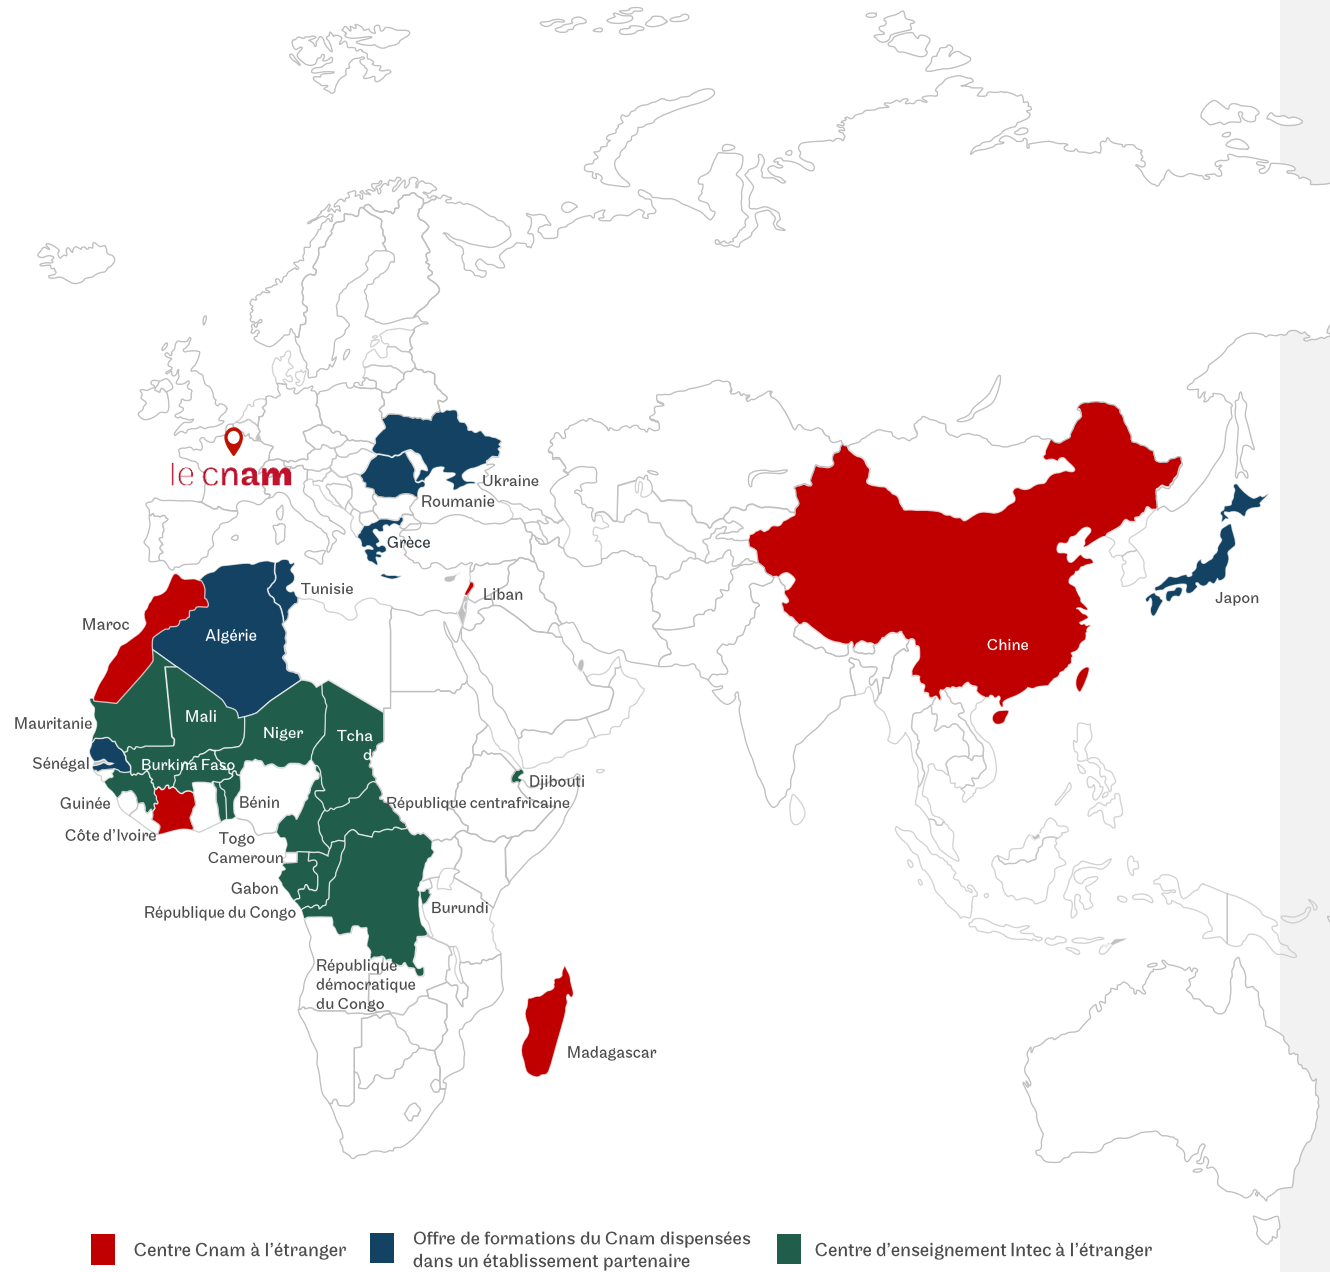 le cnam
Ukraine
Roumanie
Grèce
Tunisie
Liban
Japon
Maroc
Algérie
Chine
Mauritanie
Mali
Niger
Tcha
d
Sénégal
Burkina Faso
Djibouti
Guinée
Bénin
République centrafricaine
Côte d’Ivoire
Togo
Cameroun
Gabon
Burundi
République du Congo
République
démocratique
du Congo
Madagascar
Centre Cnam à l’étranger
Offre de formations du Cnam dispensées
dans un établissement partenaire
Centre d’enseignement Intec à l’étranger